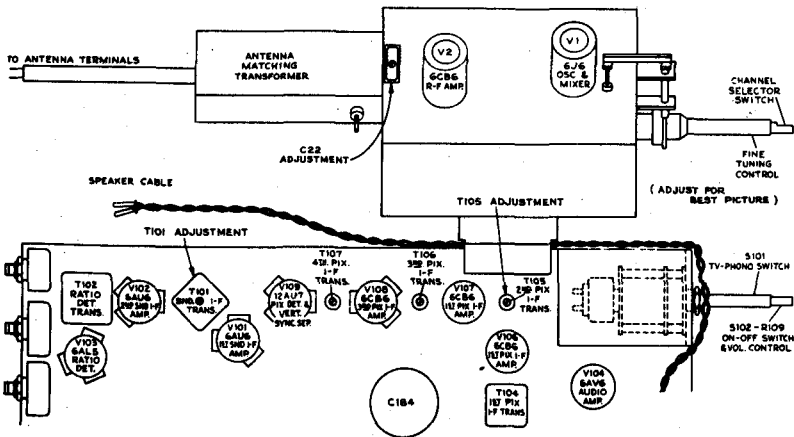 TO ANTENNA TERMINALS
ANTENNA
MATCHING
TRANSFORMER
V2
6CB6
R-F AMP.
V1
6J6
OSC &
MIXER
CHANNEL
SELECTOR
SWITCH
C22
ADJUSTMENT
FINE
TUNING
CONTROL
(ADJUST FOR
BEST PICTURE)
SPEAKER CABLE
T105 ADJUSTMENT
T101 ADJUSTMENT
T102
RATIO
DET
TRANS.
V102
6AU6
2ND SND I-F
AMP.
T101
SND. I-F
TRANS.
V109
12AU7
PIX DET. &
VERT.
SYNC SEP.
T107
4TH. PIX.
I-F
TRANS.
V108
6CB6
3RD PIX I-F
AMP.
T106
3RD. PIX.
I-F
TRANS.
V107
6CB6
PIX I-F
AMP.
T105
2ND PIX
I-F
TRANS.
S101
TV-PHONO SWITCH
S102-R109
ON-OFF SWITCH
& VOL. CONTROL
V103
6AL5
RATIO
DET.
V101
6AU6
1ST SND I-F
AMP.
V106
6CB6
1ST PIX I-F
AMP.
C184
T104
1ST PIX
I-F TRANS
V104
6AV6
AUDIO
AMP.